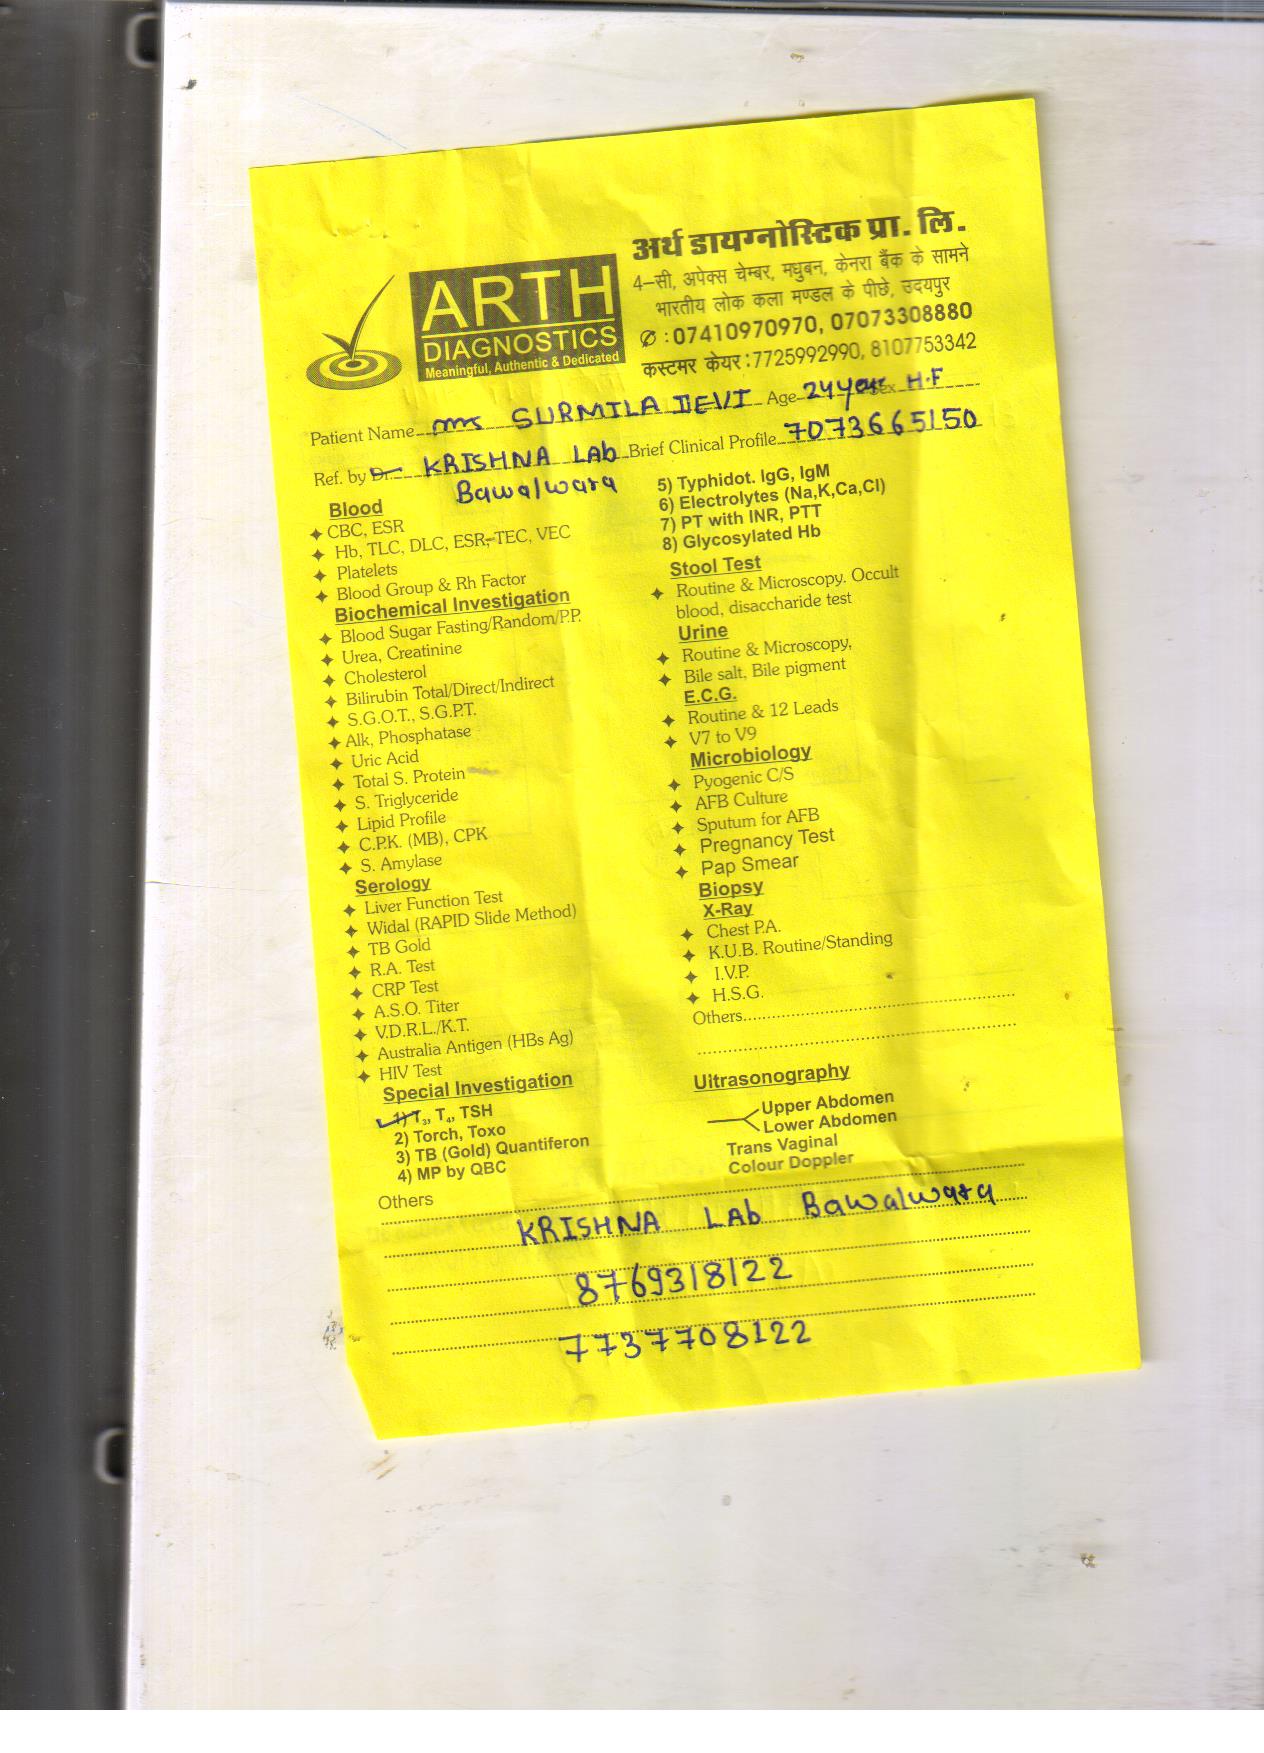 अर्थ डायग्नोस्टिक प्रा. लि.
4-सी, अपेक्स चेम्बर, मधुबन, केनरा बैंक के सामने
भारतीय लोक कला मण्डल के पीछे, उदयपुर
✆ : 07410970970, 07073308880
कस्टमर केयर : 7725992990, 8107753342
ARTH
DIAGNOSTICS
Meaningful, Authentic & Dedicated
Patient Name mrs SURMILA DEVI Age 24 year Sex H.F
Ref. by Dr. KRISHNA LAb Brief Clinical Profile 7073665150
Bawalwara
Blood
CBC, ESR
Hb, TLC, DLC, ESR, TEC, VEC
Platelets
Blood Group & Rh Factor
Biochemical Investigation
Blood Sugar Fasting/Random/P.P.
Urea, Creatinine
Cholesterol
Bilirubin Total/Direct/Indirect
S.G.O.T., S.G.P.T.
Alk, Phosphatase
Uric Acid
Total S. Protein
S. Triglyceride
Lipid Profile
C.P.K. (MB), CPK
S. Amylase
Serology
Liver Function Test
Widal (RAPID Slide Method)
TB Gold
R.A. Test
CRP Test
A.S.O. Titer
V.D.R.L./K.T.
Australia Antigen (HBs Ag)
HIV Test
Special Investigation
1) T3, T4, TSH
2) Torch, Toxo
3) TB (Gold) Quantiferon
4) MP by QBC
5) Typhidot. IgG, IgM
6) Electrolytes (Na,K,Ca,Cl)
7) PT with INR, PTT
8) Glycosylated Hb
Stool Test
Routine & Microscopy. Occult
blood, disaccharide test
Urine
Routine & Microscopy,
Bile salt, Bile pigment
E.C.G.
Routine & 12 Leads
V7 to V9
Microbiology
Pyogenic C/S
AFB Culture
Sputum for AFB
Pregnancy Test
Pap Smear
Biopsy
X-Ray
Chest P.A.
K.U.B. Routine/Standing
I.V.P.
H.S.G.
Others
Ultrasonography
Upper Abdomen
Lower Abdomen
Trans Vaginal
Colour Doppler
Others
KRISHNA LAb Bawalwara
8769318122
7737708122